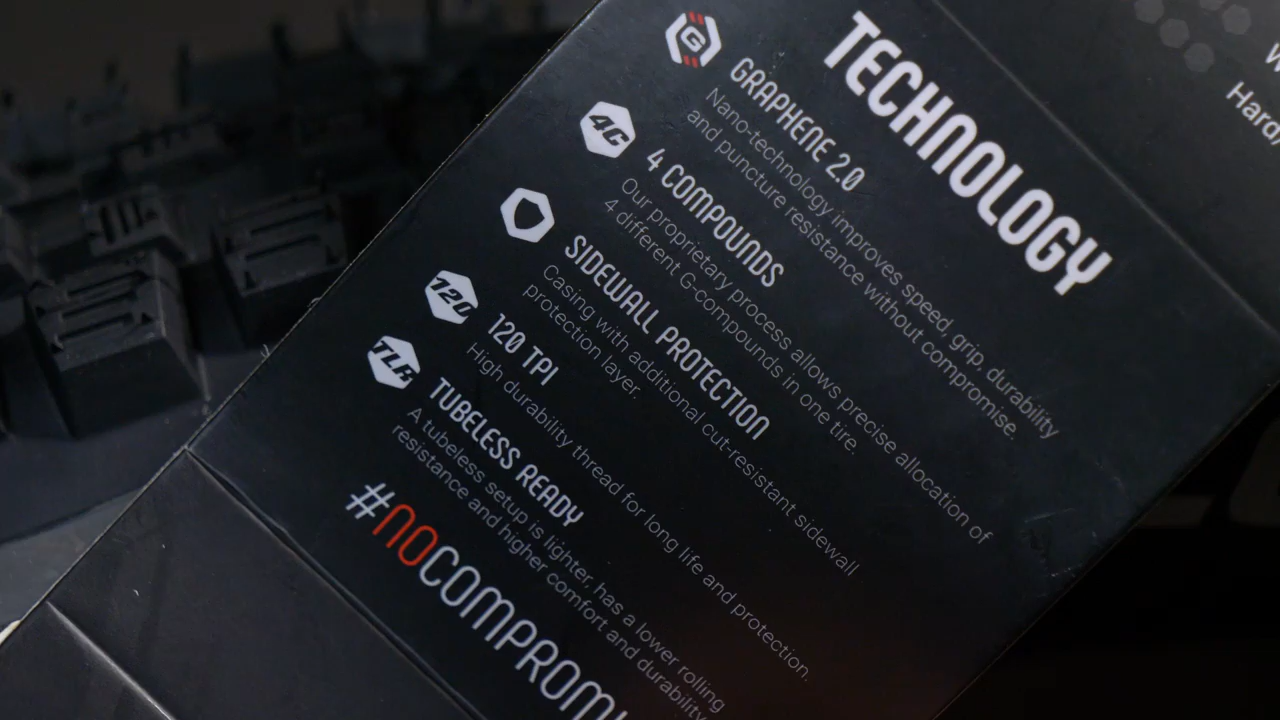 TECHNOLOGY
G
GRAPHENE 2.0
Nano-technology improves speed, grip, durability
and puncture resistance without compromise.
4C
4 COMPOUNDS
Our proprietary process allows precise allocation of
4 different G-compounds in one tire.
SIDEWALL PROTECTION
Casing with additional cut-resistant sidewall
protection layer.
120
120 TPI
High durability thread for long life and protection.
TLR
TUBELESS READY
A tubeless setup is lighter, has a lower rolling
resistance and higher comfort and durability
#NOCOMPROMI
Hard,